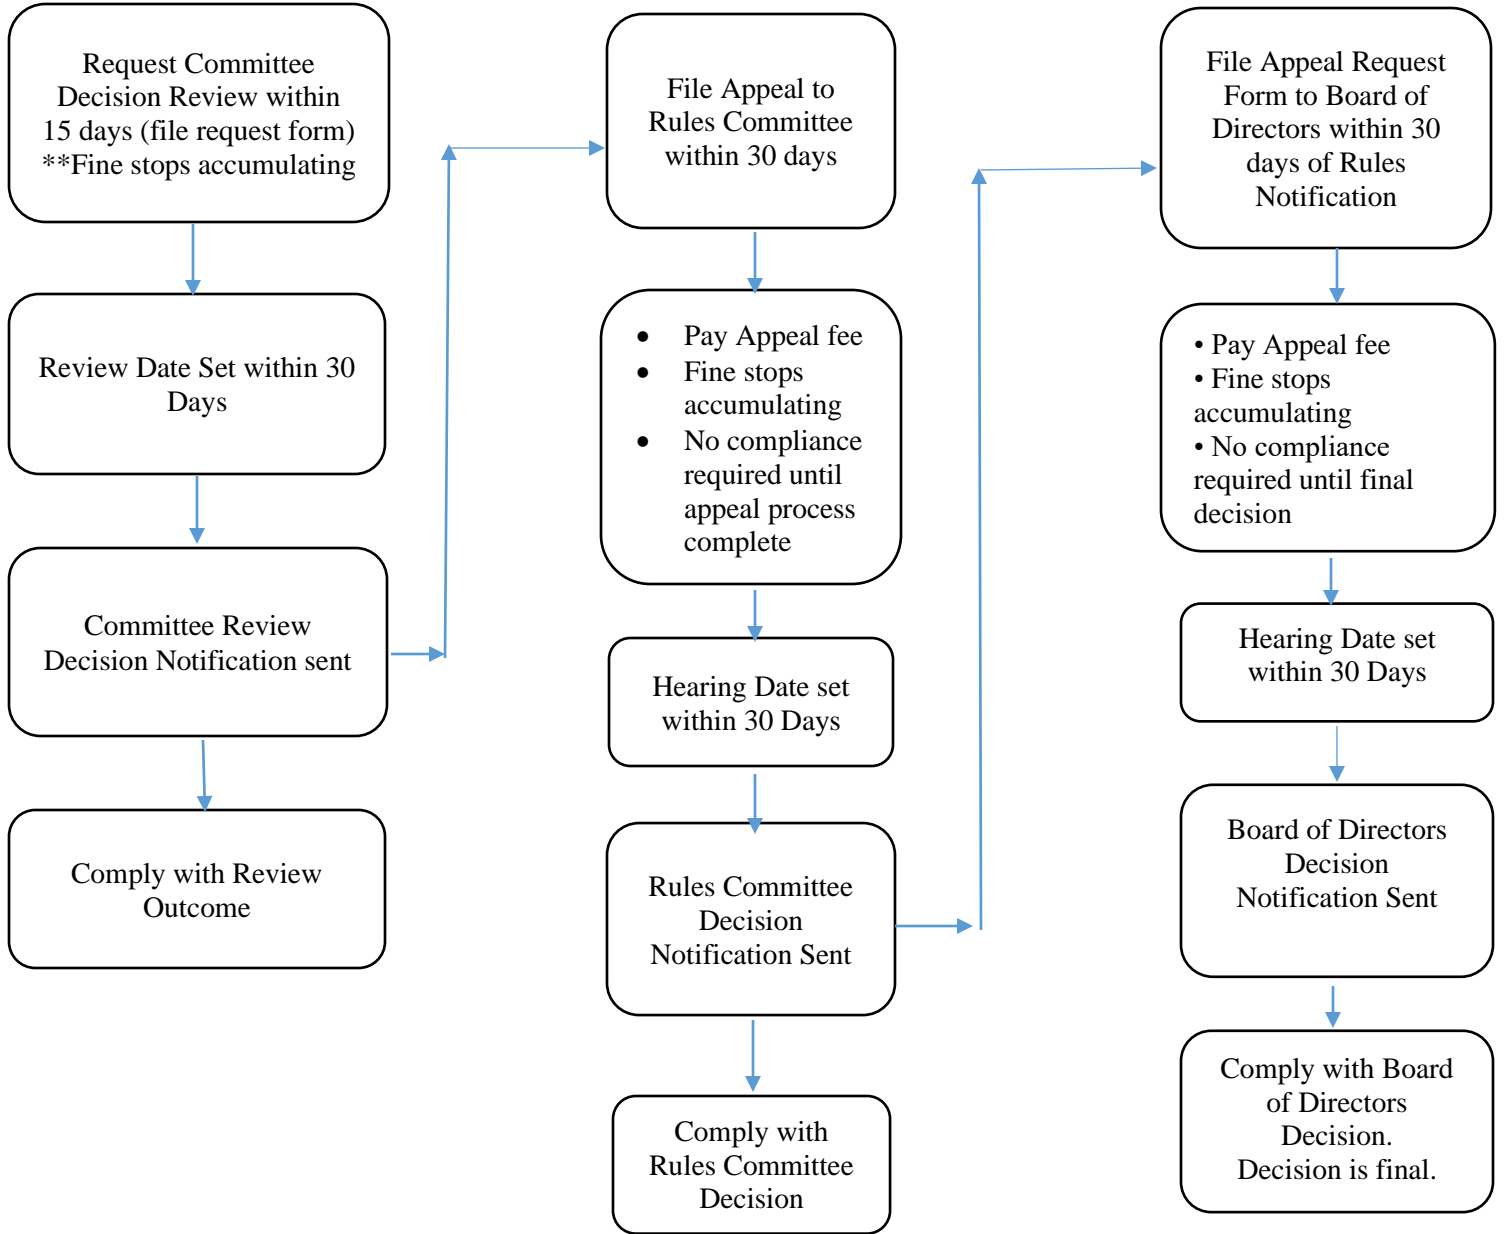 Request Committee
Decision Review within
15 days (file request form)
**Fine stops accumulating
Review Date Set within 30
Days
Committee Review
Decision Notification sent
Comply with Review
Outcome
File Appeal to
Rules Committee
within 30 days
• Pay Appeal fee
• Fine stops
accumulating
• No compliance
required until
appeal process
complete
Hearing Date set
within 30 Days
Rules Committee
Decision
Notification Sent
Comply with
Rules Committee
Decision
File Appeal Request
Form to Board of
Directors within 30
days of Rules
Notification
• Pay Appeal fee
• Fine stops
accumulating
• No compliance
required until final
decision
Hearing Date set
within 30 Days
Board of Directors
Decision
Notification Sent
Comply with Board
of Directors
Decision.
Decision is final.